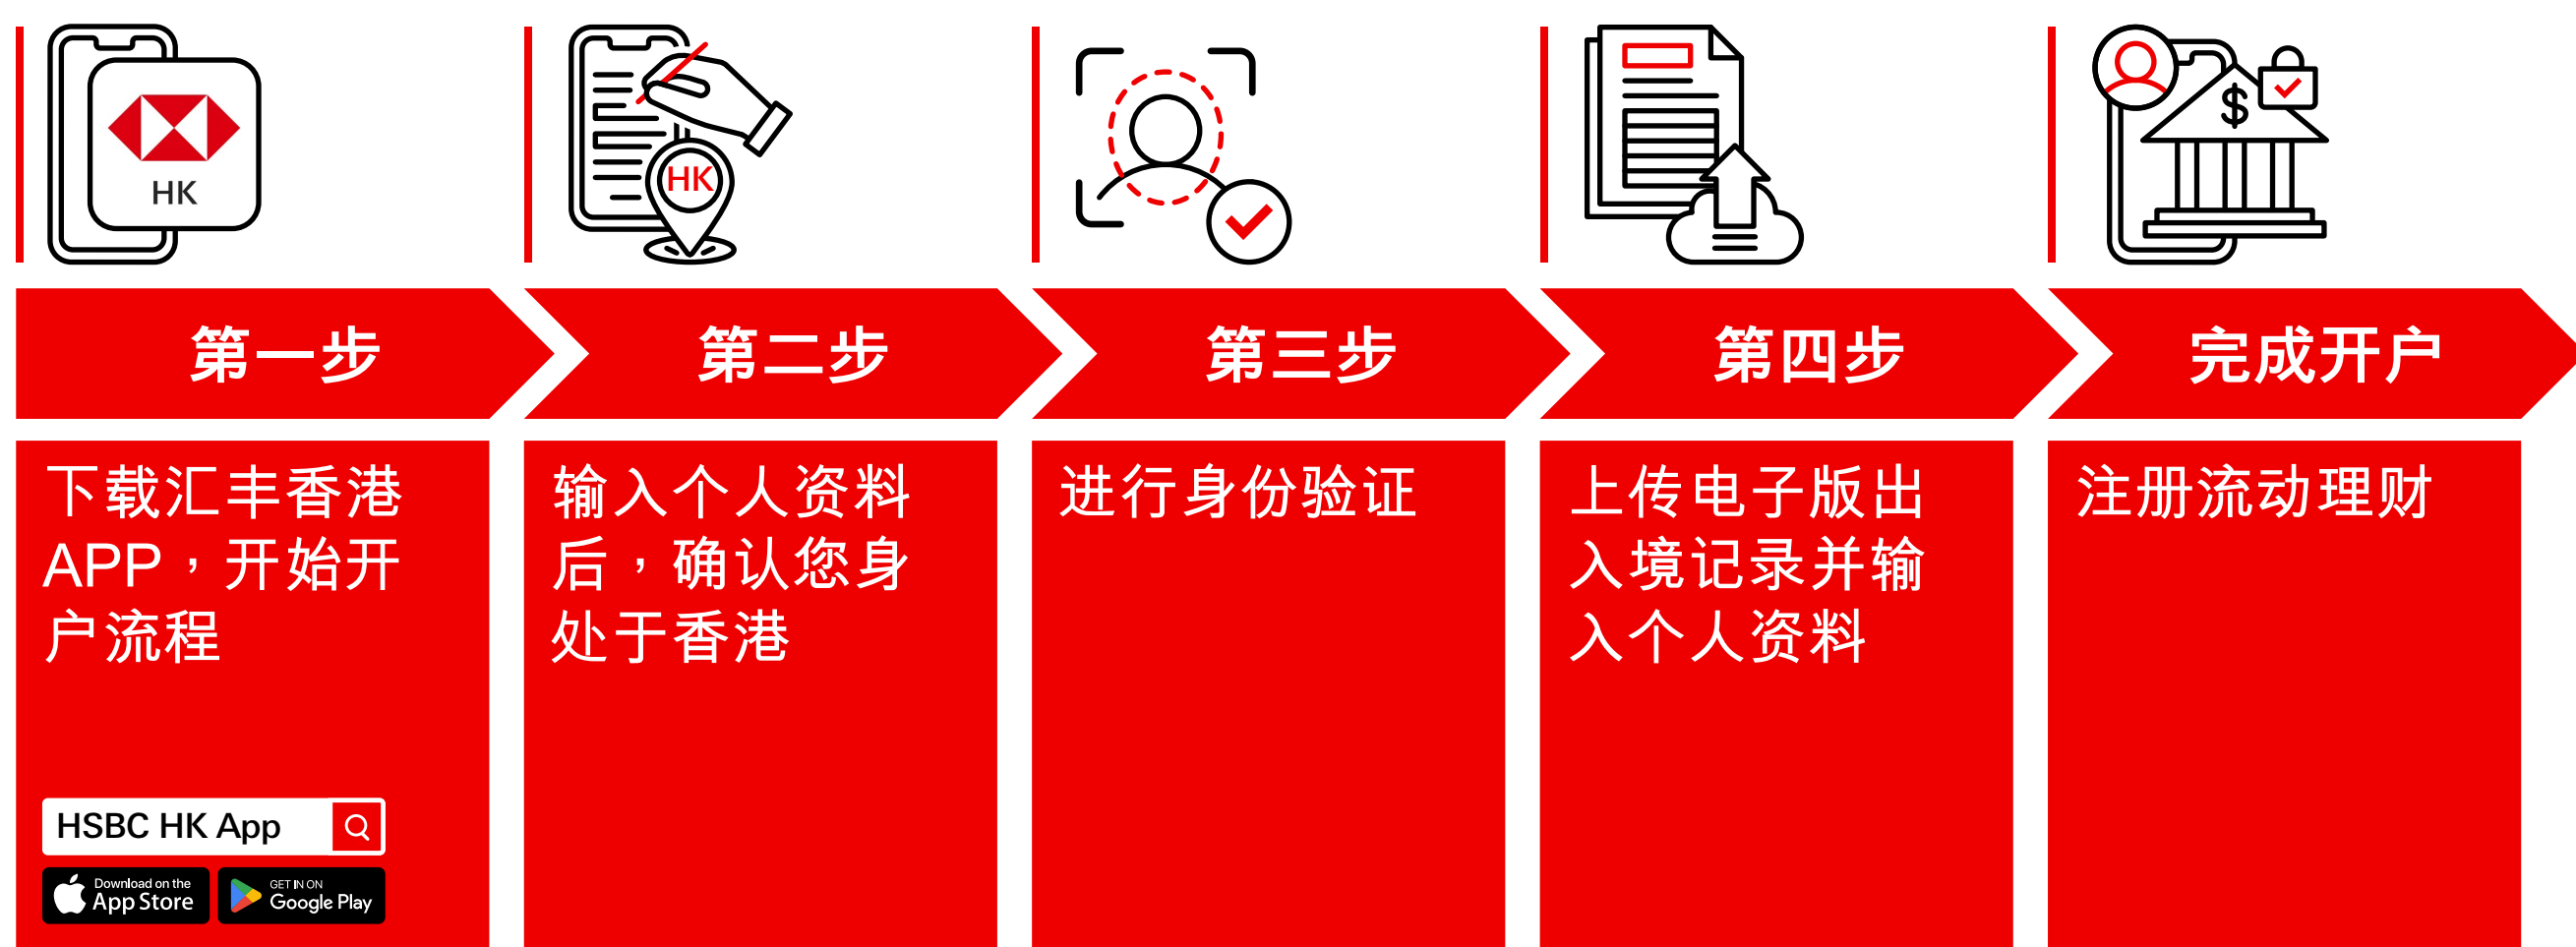 HK
HK
$
第一步
第二步
第三步
第四步
完成开户
下载汇丰香港
APP，开始开
户流程
HSBC HK App
Download on the
App Store
GET IN ON
Google Play
输入个人资料
后，确认您身
处于香港
进行身份验证
上传电子版出
入境记录并输
入个人资料
注册流动理财